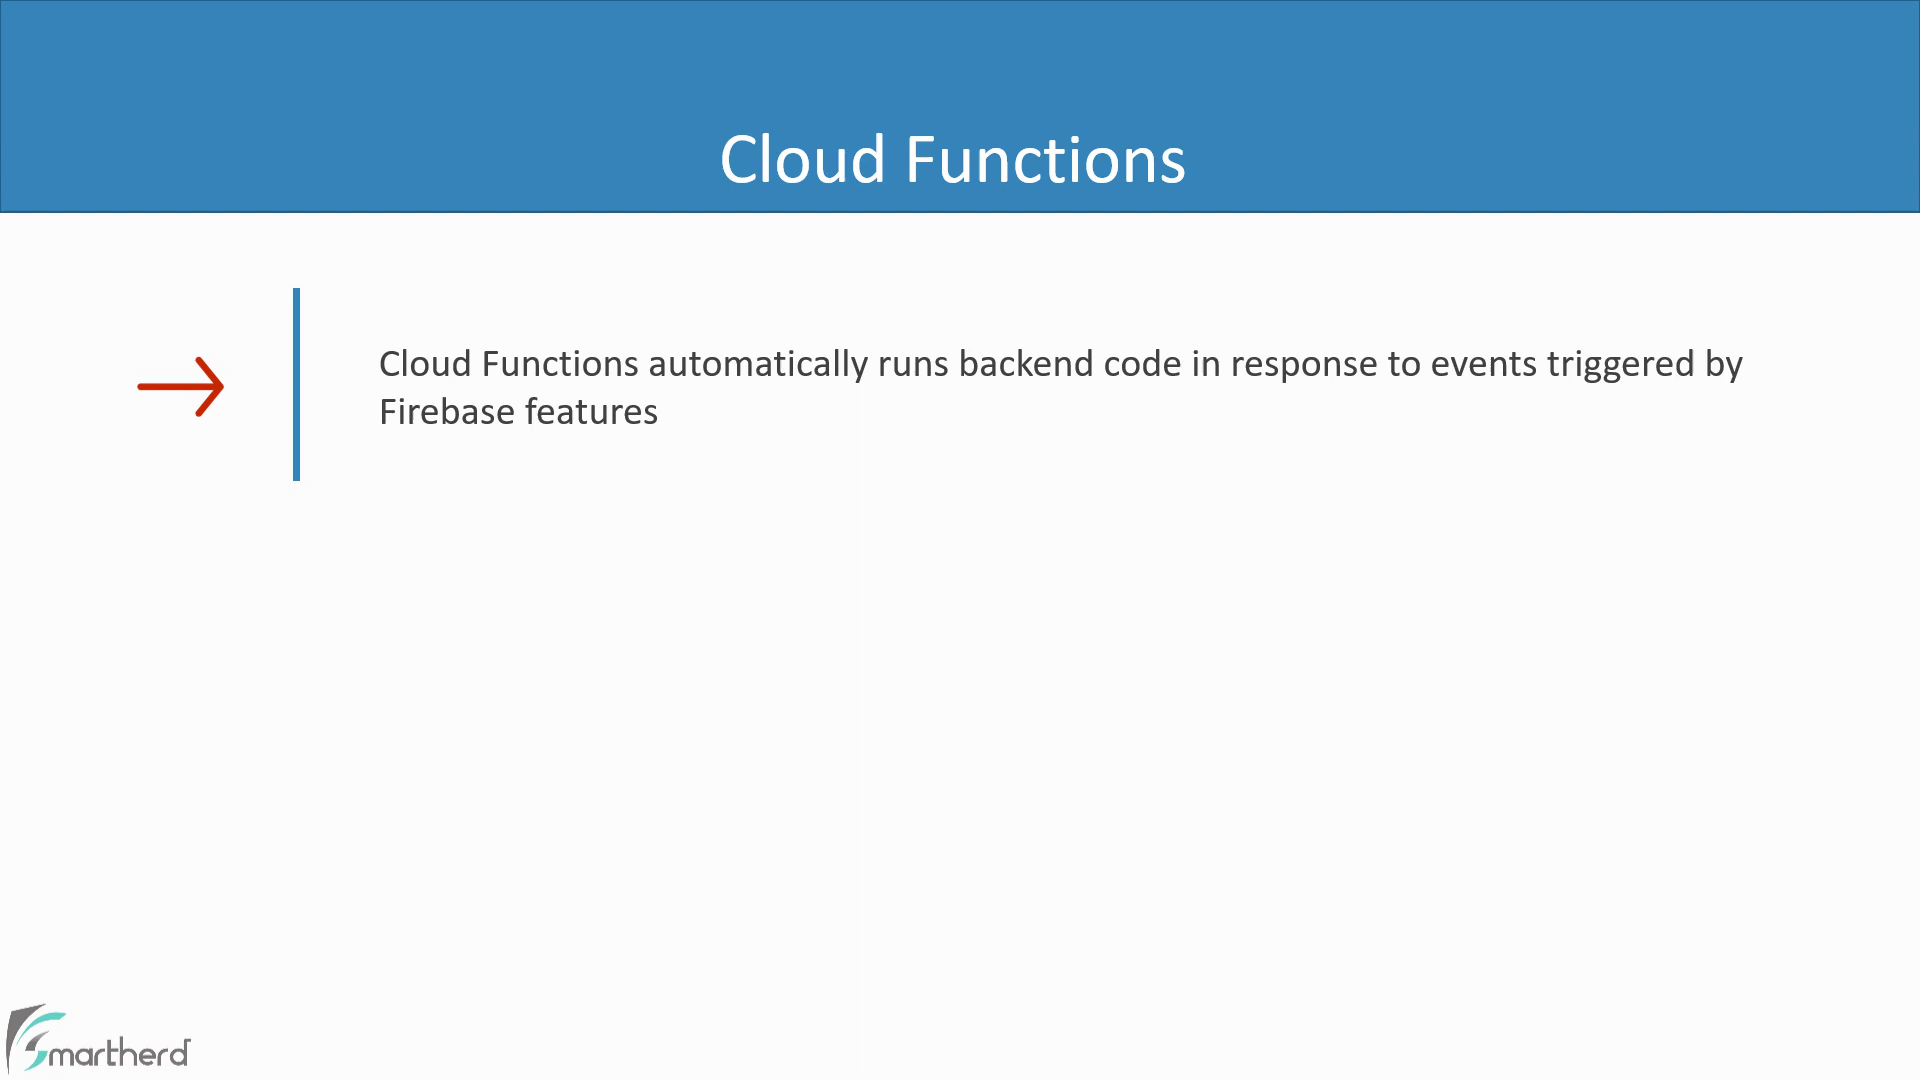 Cloud Functions
Cloud Functions automatically runs backend code in response to events triggered by
Firebase features
Smartherd